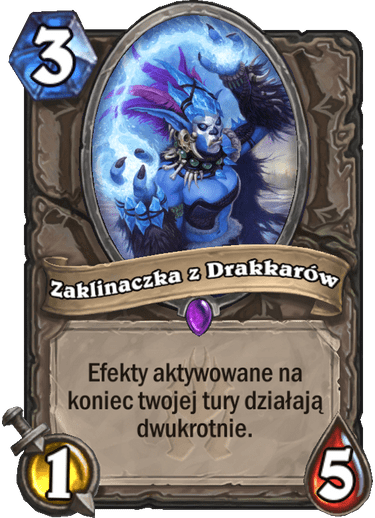 3
Zaklinaczka z Drakkarów
Efekty aktywowane na
koniec twojej tury działają
dwukrotnie.
1
5